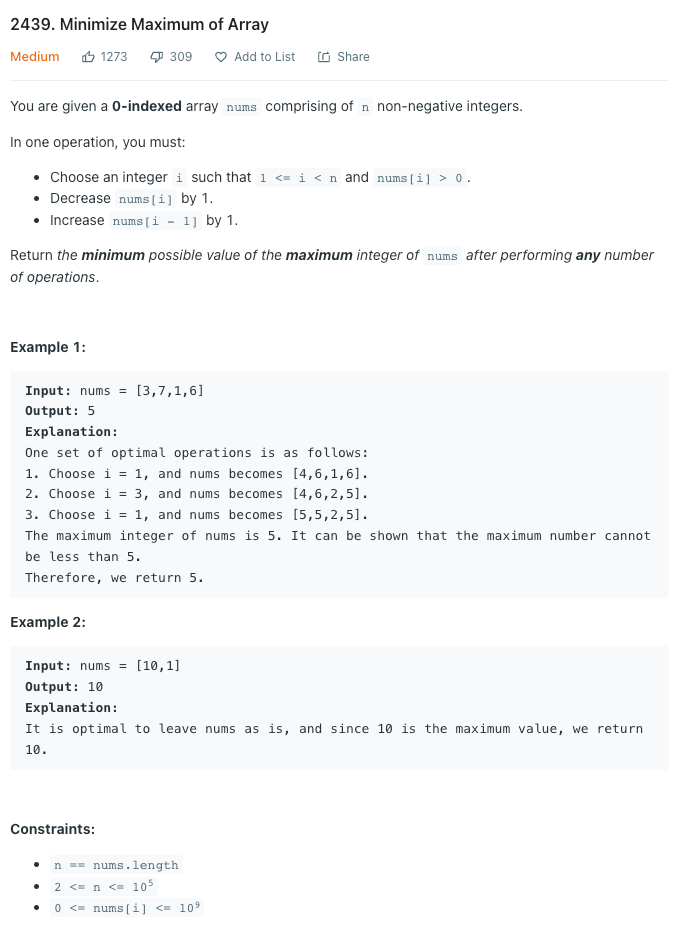 2439. Minimize Maximum of Array
Medium 1273 309 Add to List Share
You are given a 0-indexed array nums comprising of n non-negative integers.
In one operation, you must:
• Choose an integer i such that 1 <= i < n and nums[i] > 0.
• Decrease nums[i] by 1.
• Increase nums[i - 1] by 1.
Return the minimum possible value of the maximum integer of nums after performing any number
of operations.
Example 1:
Input: nums = [3,7,1,6]
Output: 5
Explanation:
One set of optimal operations is as follows:
1. Choose i = 1, and nums becomes [4,6,1,6].
2. Choose i = 3, and nums becomes [4,6,2,5].
3. Choose i = 1, and nums becomes [5,5,2,5].
The maximum integer of nums is 5. It can be shown that the maximum number cannot
be less than 5.
Therefore, we return 5.
Example 2:
Input: nums = [10,1]
Output: 10
Explanation:
It is optimal to leave nums as is, and since 10 is the maximum value, we return
10.
Constraints:
• n == nums.length
• 2 <= n <= 10⁵
• 0 <= nums[i] <= 10⁹